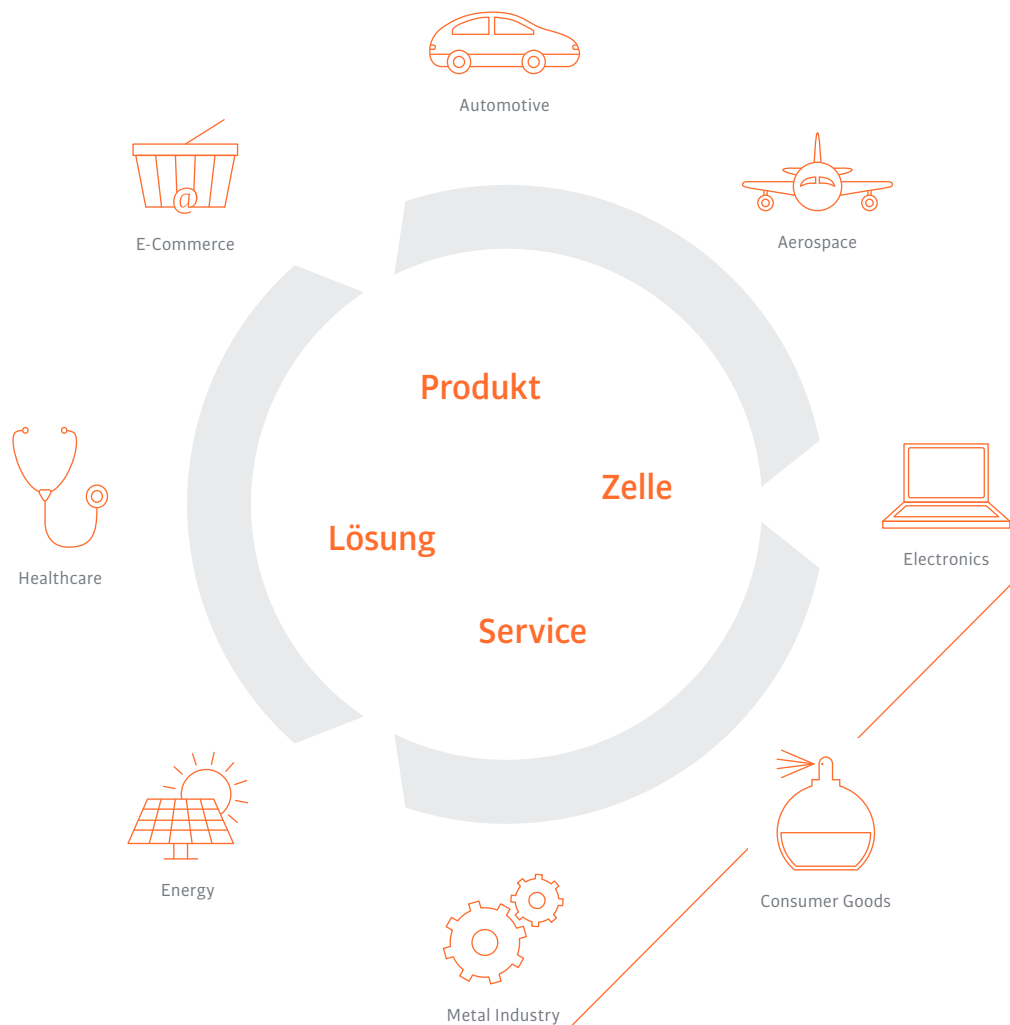 Automotive
E-Commerce
Aerospace
Produkt
Zelle
Lösung
Electronics
Healthcare
Service
Energy
Consumer Goods
Metal Industry
@